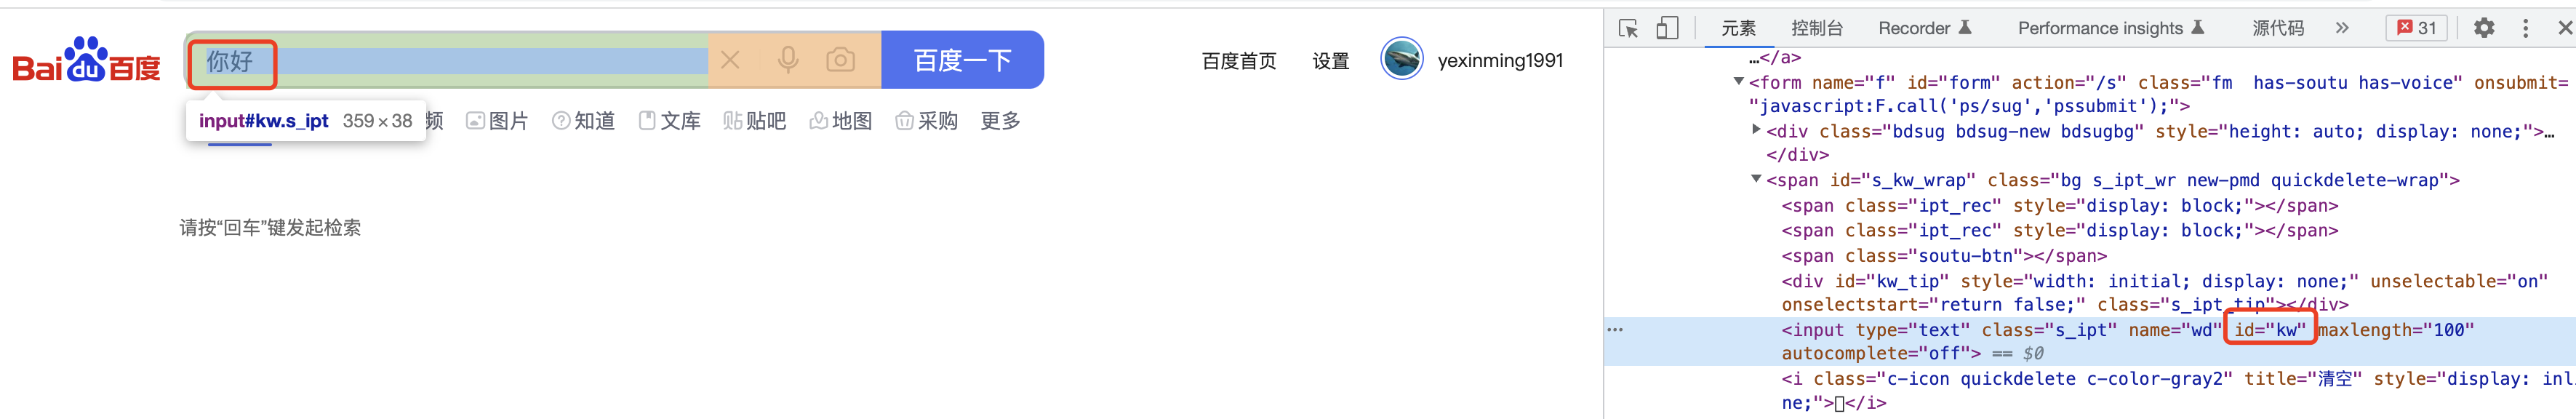 Bai du 百度
你好
百度一下
百度首页 设置 yexinming1991
input#kw.s_ipt 359 × 38
频 图片 知道 文库 贴 贴吧 地图 采购 更多
请按“回车”键发起检索
元素 控制台 Recorder Performance insights 源代码 » 31
…</a>
<form name="f" id="form" action="/s" class="fm  has-soutu has-voice" onsubmit=
"javascript:F.call('ps/sug','pssubmit');">
<div class="bdsug bdsug-new bdsugbg" style="height: auto; display: none;">…
</div>
<span id="s_kw_wrap" class="bg s_ipt_wr new-pmd quickdelete-wrap">
<span class="ipt_rec" style="display: block;"></span>
<span class="ipt_rec" style="display: block;"></span>
<span class="soutu-btn"></span>
<div id="kw_tip" style="width: initial; display: none;" unselectable="on"
onselectstart="return false;" class="s_ipt_tip"></div>
… <input type="text" class="s_ipt" name="wd" id="kw" maxlength="100"
autocomplete="off"> == $0
<i class="c-icon quickdelete c-color-gray2" title="清空" style="display: inl
ne;"></i>